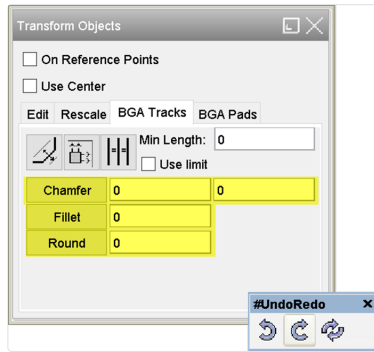 Transform Objects
On Reference Points
Use Center
Edit Rescale BGA Tracks BGA Pads
Min Length: 0
Use limit
Chamfer 0 0
Fillet 0
Round 0
#UndoRedo